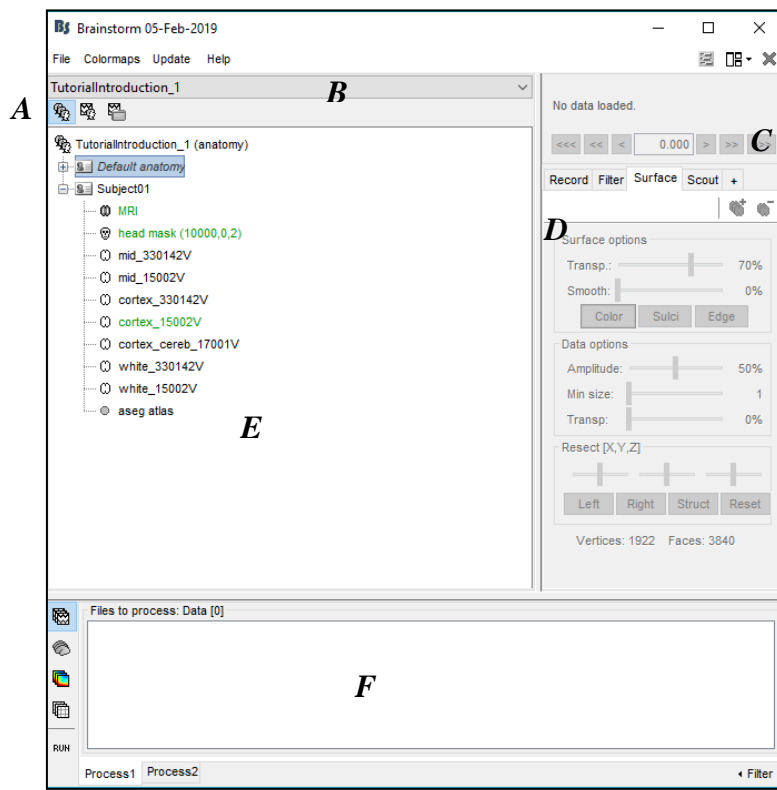 BS Brainstorm 05-Feb-2019
File Colormaps Update Help
TutorialIntroduction_1
B
A
No data loaded.
TutorialIntroduction_1 (anatomy)
<<< << < 0.000 > >> >>>
C
Default anatomy
Record Filter Surface Scout +
Subject01
MRI
head mask (10000,0,2)
D
Surface options
mid_330142V
Transp.: 70%
mid_15002V
Smooth: 0%
cortex_330142V
Color Sulci Edge
cortex_15002V
cortex_cereb_17001V
Data options
white_330142V
Amplitude: 50%
white_15002V
Min size: 1
aseg atlas
Transp: 0%
E
Resect [X,Y,Z]
Left Right Struct Reset
Vertices: 1922 Faces: 3840
Files to process: Data [0]
F
RUN
Process1 Process2
Filter